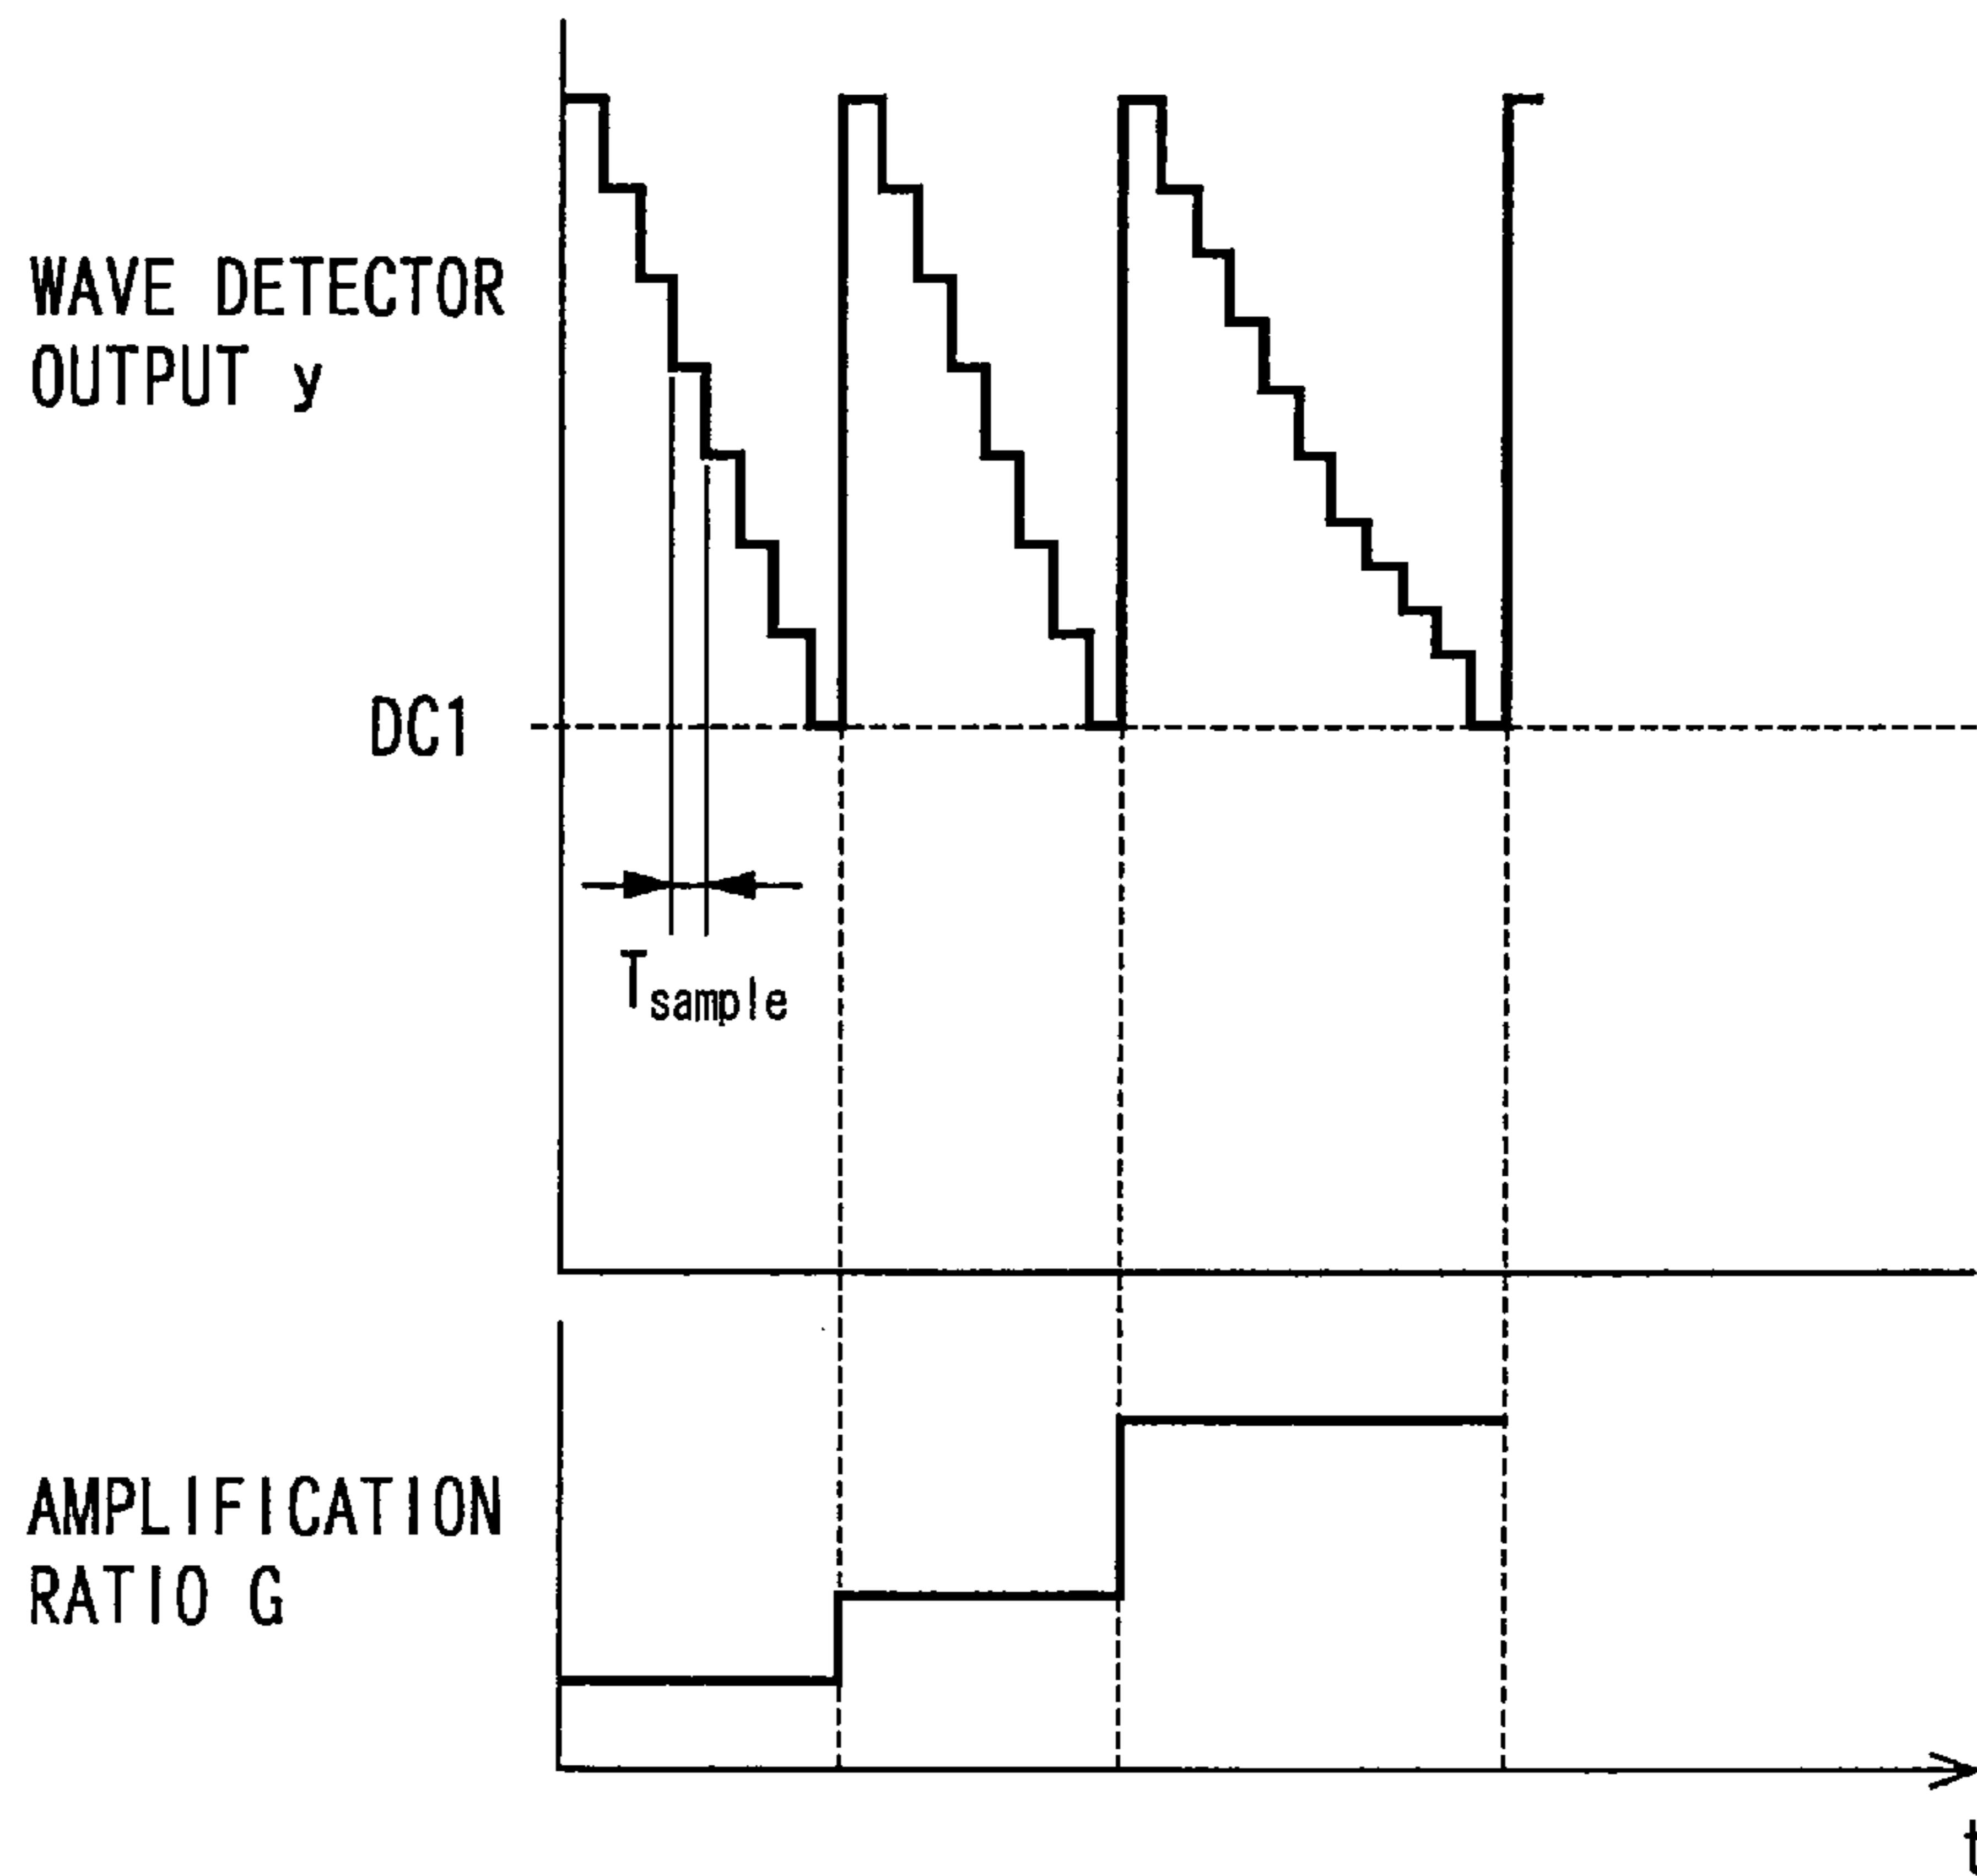 WAVE DETECTOR
OUTPUT y
DC1
Tsample
AMPLIFICATION
RATIO G
t